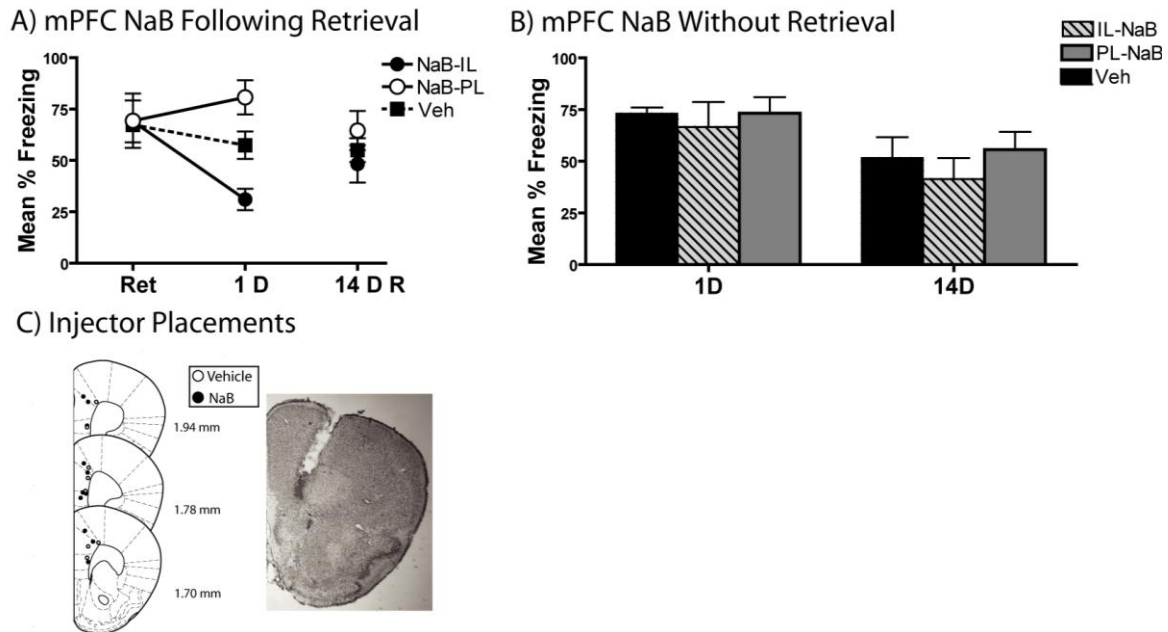 A) mPFC NaB Following Retrieval
Mean % Freezing
100
75
50
25
0
Ret
1 D
14 D R
NaB-IL
NaB-PL
Veh
B) mPFC NaB Without Retrieval
Mean % Freezing
100
75
50
25
0
1D
14D
IL-NaB
PL-NaB
Veh
C) Injector Placements
Vehicle
NaB
1.94 mm
1.78 mm
1.70 mm